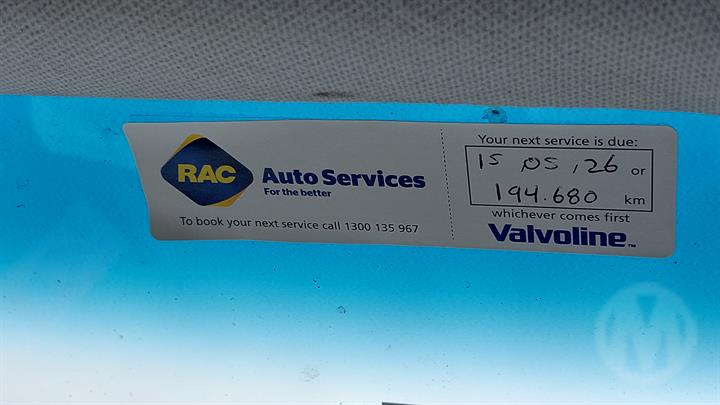 RAC
Auto Services
For the better
To book your next service call 1300 135 967
Your next service is due:
15 , 05 , 26 or
194.680 km
whichever comes first
Valvoline™
M